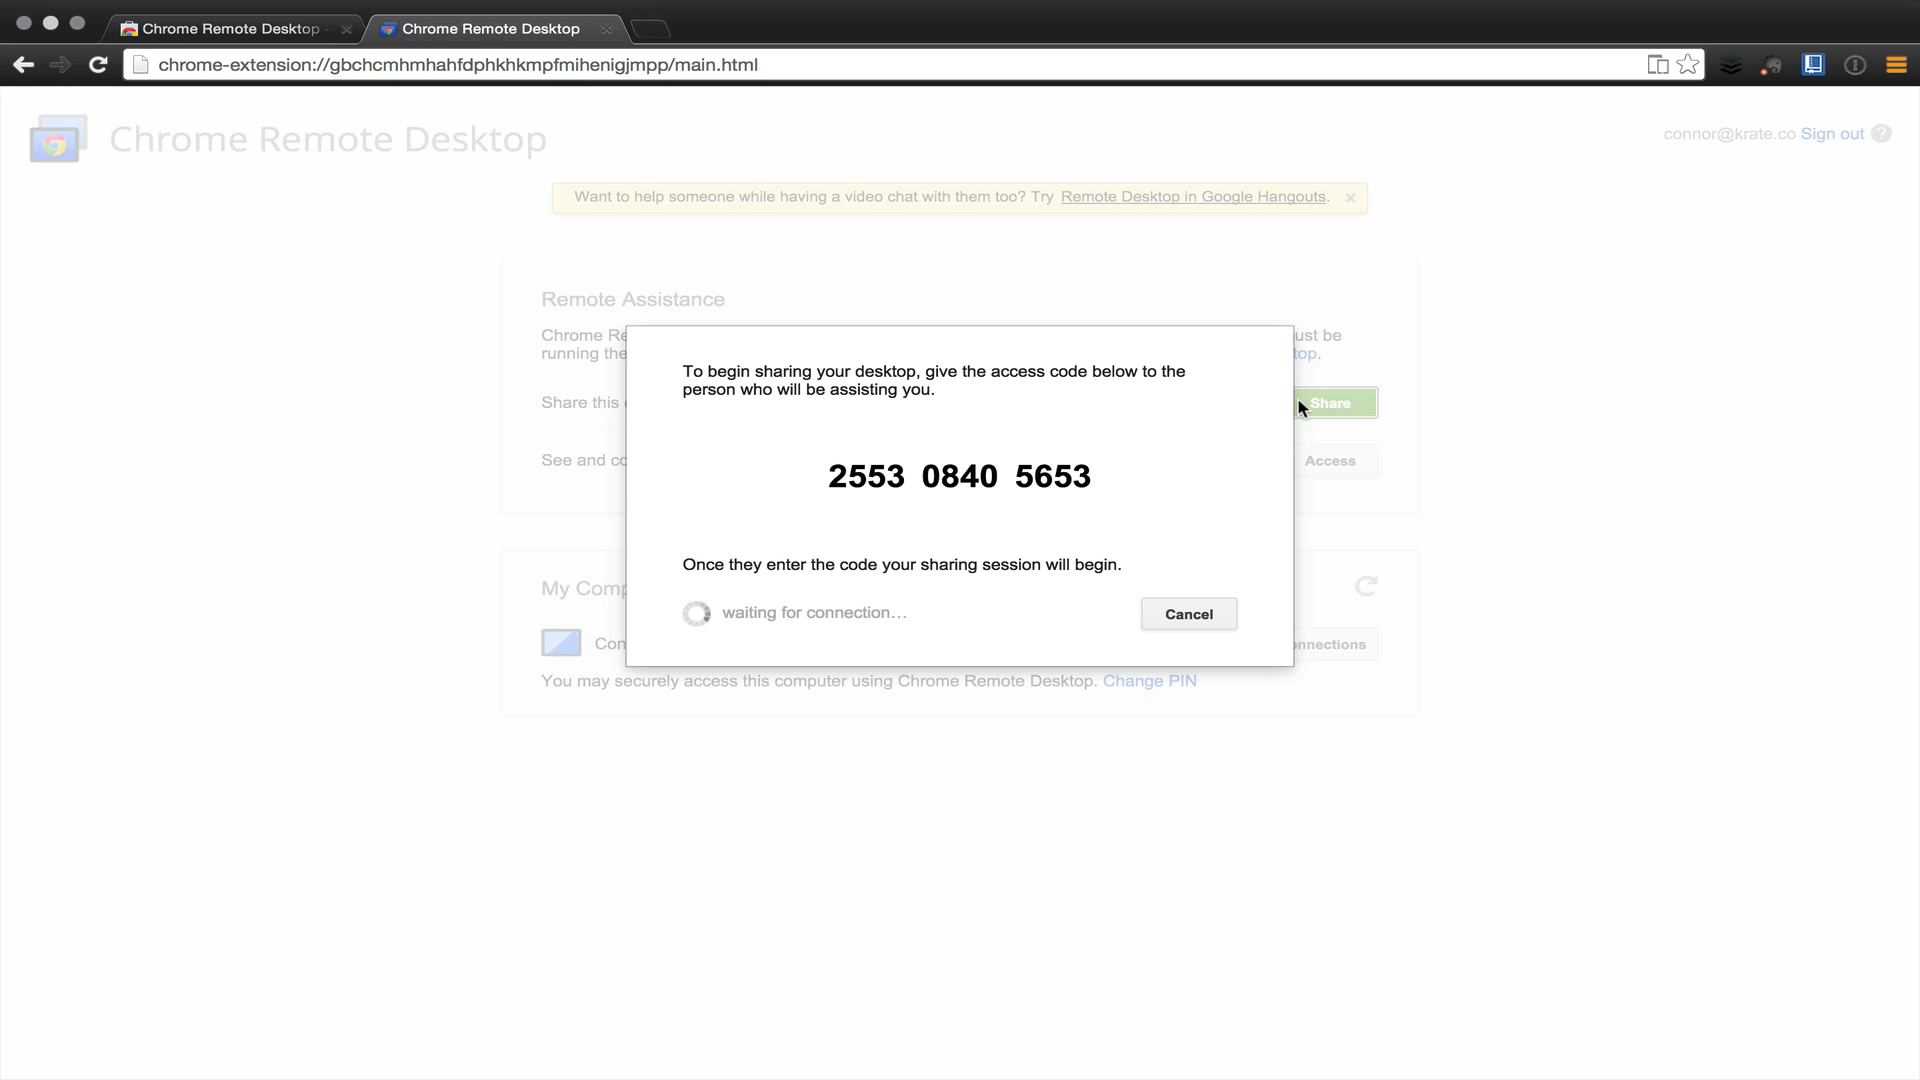 Chrome Remote Desktop -
Chrome Remote Desktop
chrome-extension://gbchcmhmhahfdphkhkmpfmihenigjmpp/main.html
Chrome Remote Desktop
connor@krate.co Sign out ?
Want to help someone while having a video chat with them too? Try Remote Desktop in Google Hangouts.
Remote Assistance
Chrome Re
ust be
running the
top.
Share this
Share
See and co
Access
To begin sharing your desktop, give the access code below to the
person who will be assisting you.
2553 0840 5653
Once they enter the code your sharing session will begin.
waiting for connection...
Cancel
My Comp
Con
onnections
You may securely access this computer using Chrome Remote Desktop. Change PIN